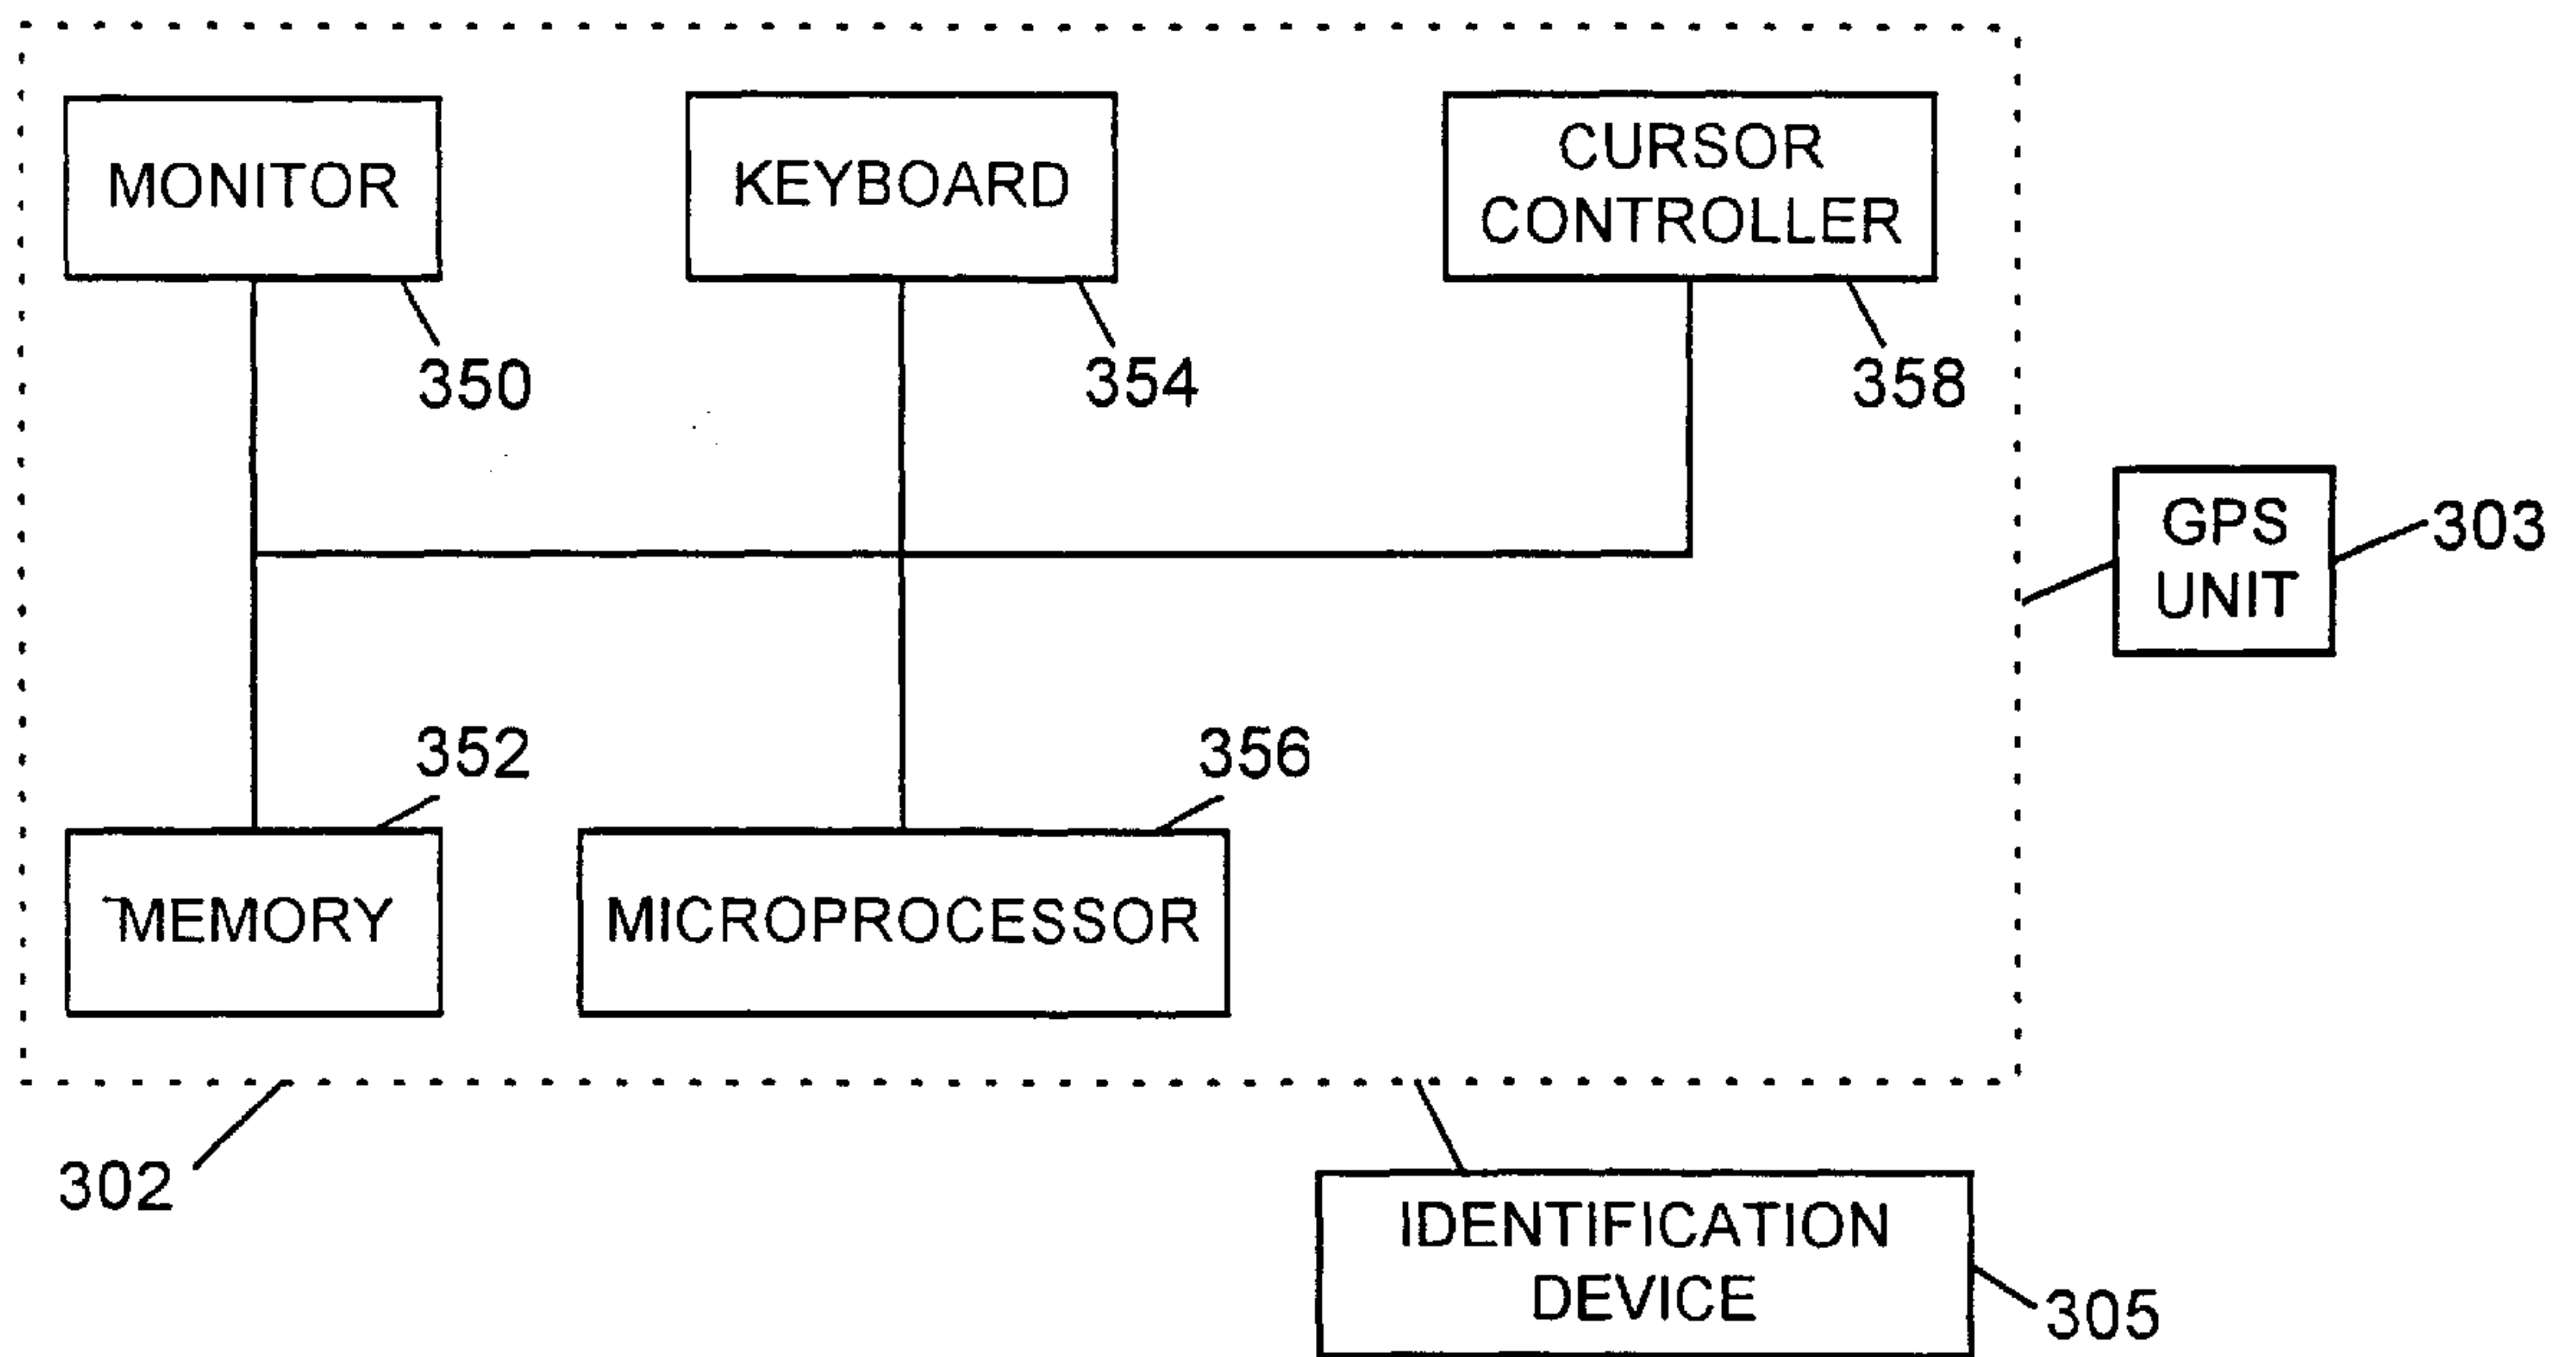 MONITOR
KEYBOARD
CURSOR
CONTROLLER
350
354
358
GPS
UNIT
303
352
356
MEMORY
MICROPROCESSOR
302
IDENTIFICATION
DEVICE
305